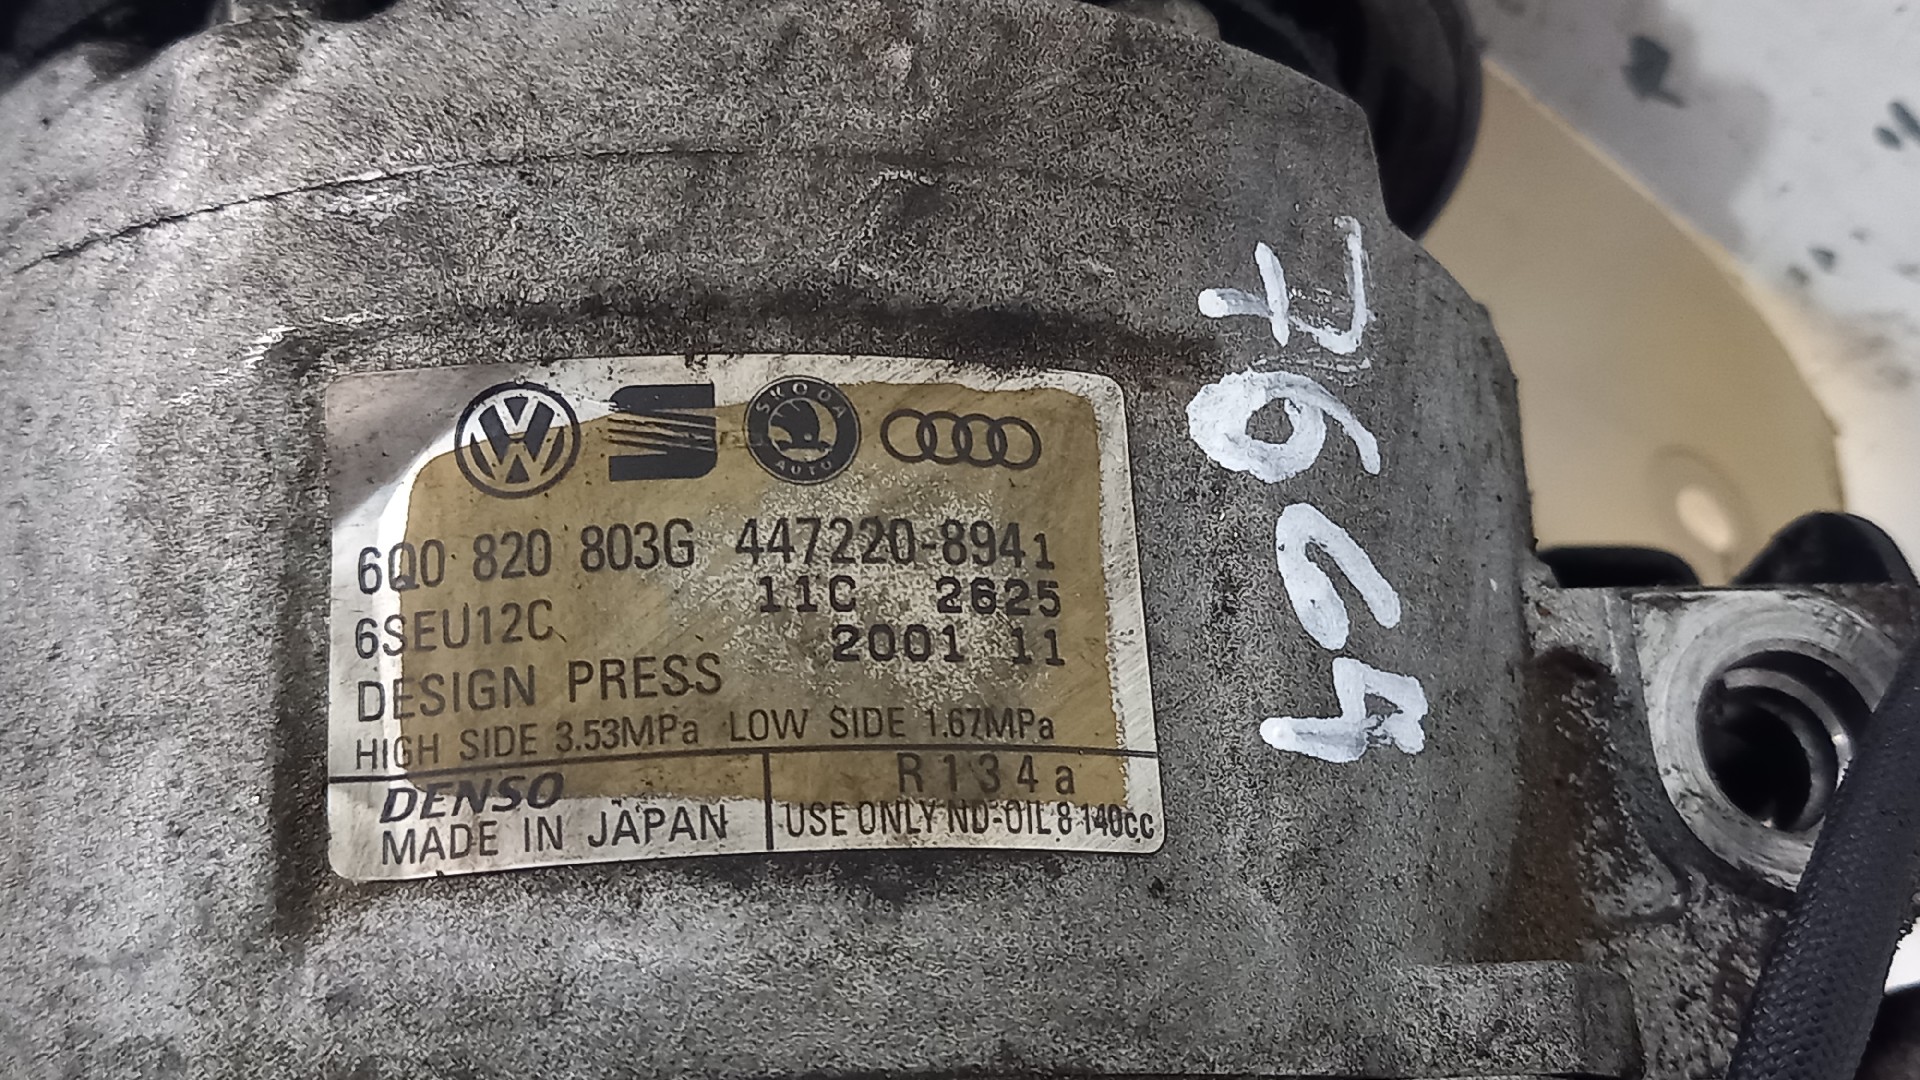 SKODA
AUTO
6Q0 820 803G 447220-8941
6SEU12C 11C 2625
2001 11
DESIGN PRESS
HIGH SIDE 3.53MPa LOW SIDE 1.67MPa
DENSO
MADE IN JAPAN
R134a
USE ONLY ND-OIL 8 140cc